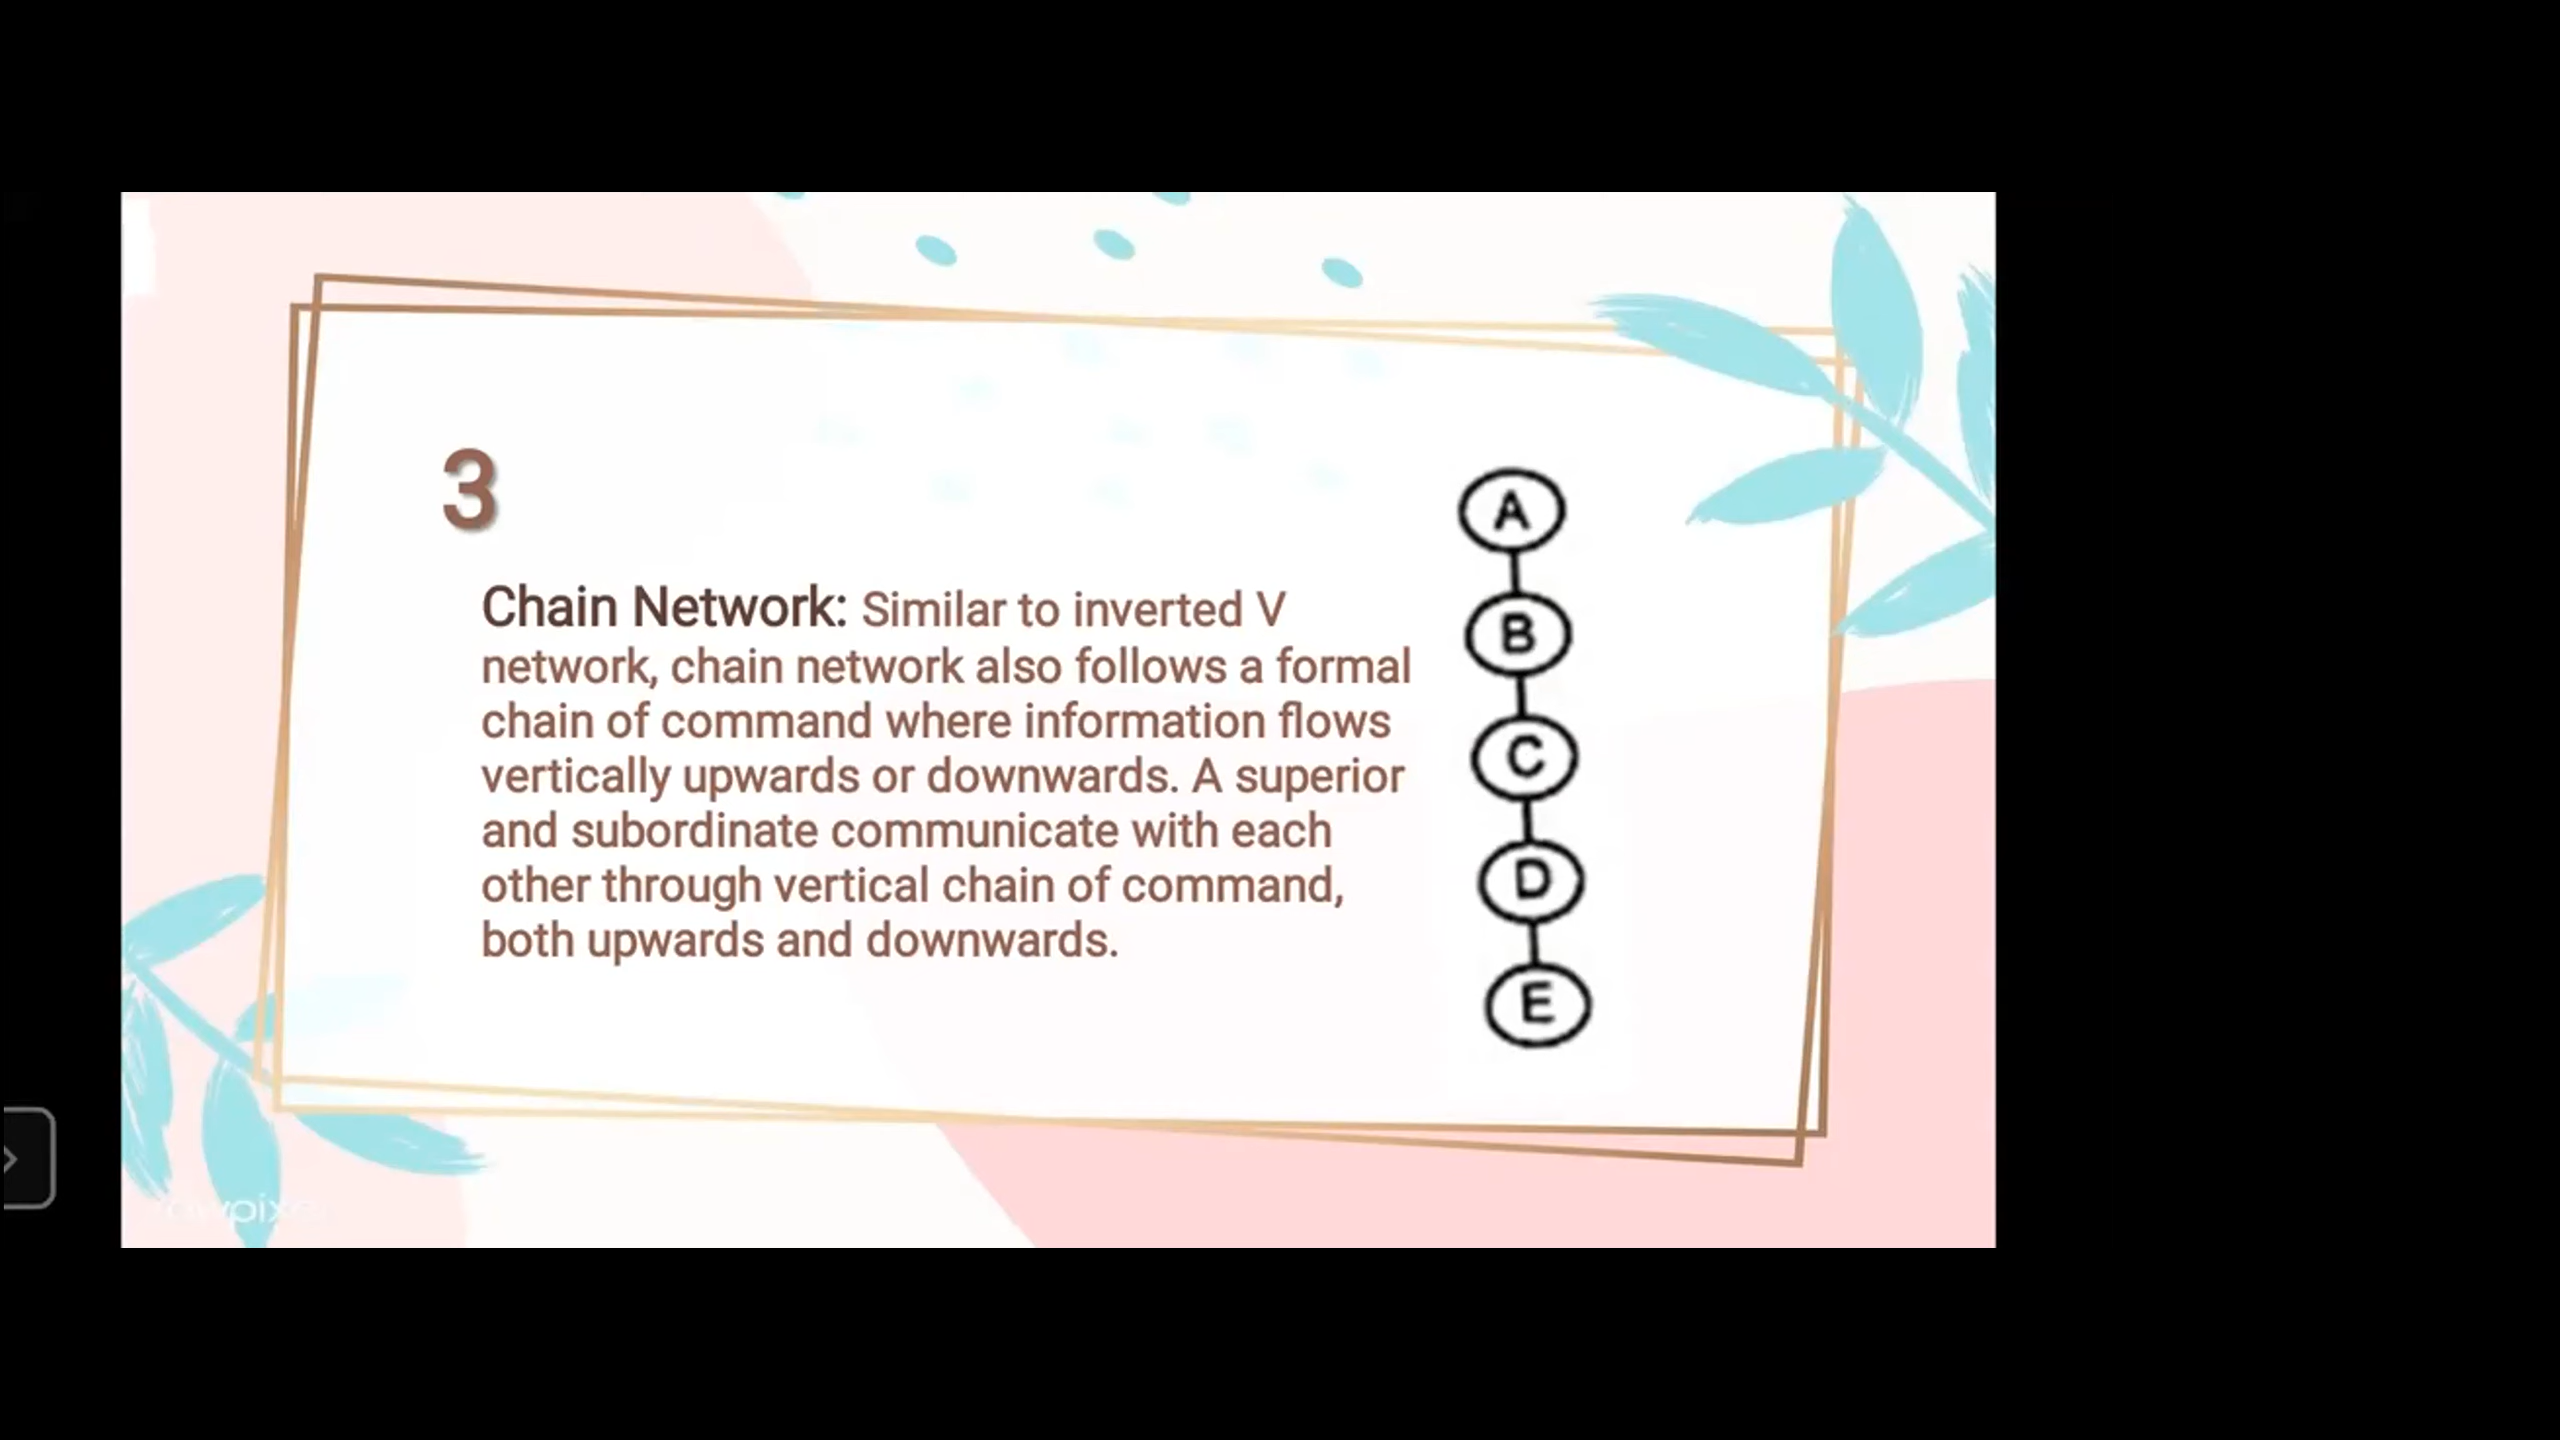 3
Chain Network: Similar to inverted V
network, chain network also follows a formal
chain of command where information flows
vertically upwards or downwards. A superior
and subordinate communicate with each
other through vertical chain of command,
both upwards and downwards.
A
B
C
D
E